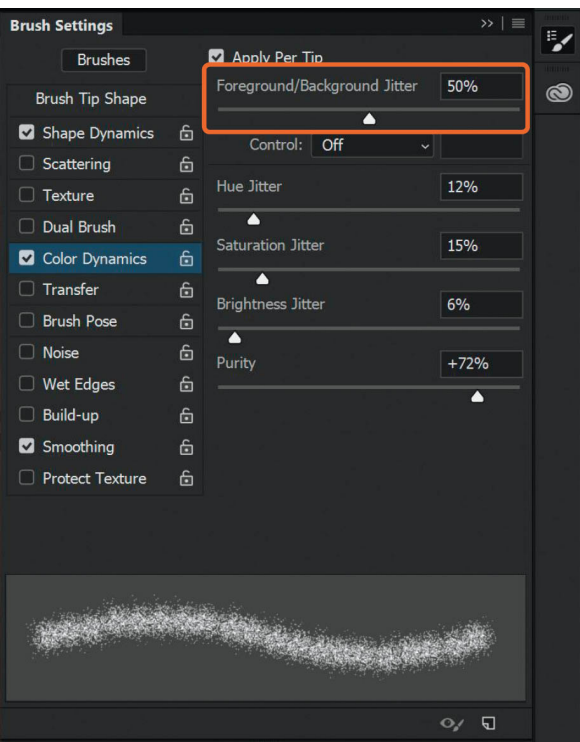 Brush Settings
Brushes
Apply Per Tip
Brush Tip Shape
Foreground/Background Jitter 50%
Shape Dynamics
Control: Off
Scattering
Texture
Hue Jitter 12%
Dual Brush
Color Dynamics
Saturation Jitter 15%
Transfer
Brightness Jitter 6%
Brush Pose
Noise
Purity +72%
Wet Edges
Build-up
Smoothing
Protect Texture